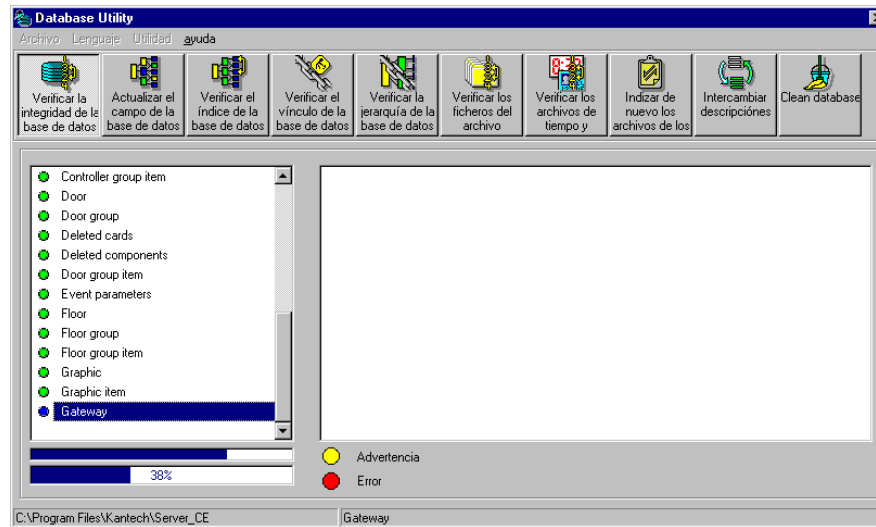 Database Utility
Archivo Lenguaje Utilidad ayuda
Verificar la
integridad de la
base de datos
Actualizar el
campo de la
base de datos
Verificar el
índice de la
base de datos
Verificar el
vínculo de la
base de datos
Verificar la
jerarquía de la
base de datos
Verificar los
ficheros del
archivo
Verificar los
archivos de
tiempo y
Indizar de
nuevo los
archivos de los
Intercambiar
descripciónes
Clean database
Controller group item
Door
Door group
Deleted cards
Deleted components
Door group item
Event parameters
Floor
Floor group
Floor group item
Graphic
Graphic item
Gateway
38%
Advertencia
Error
C:\Program Files\Kantech\Server_CE
Gateway